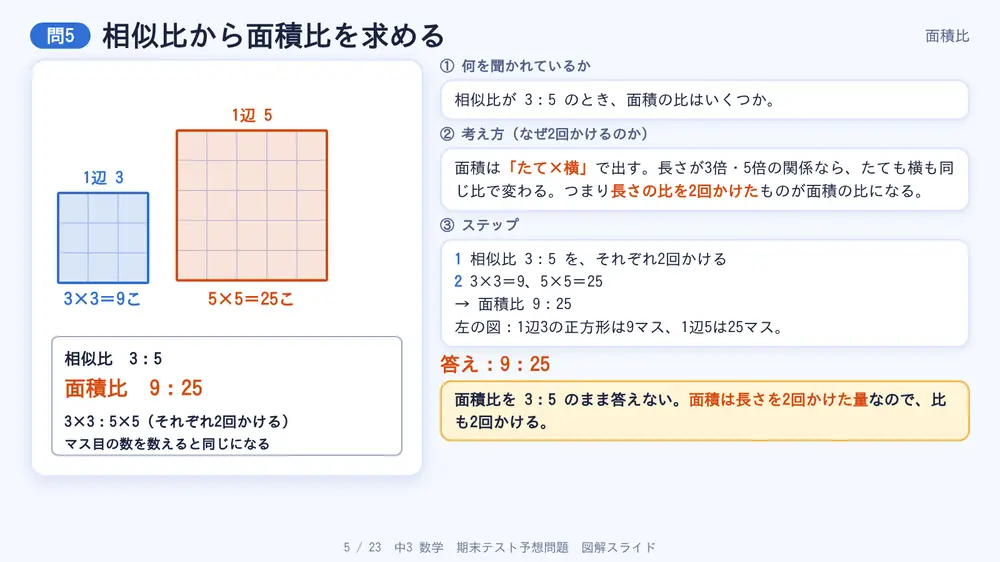 問5 相似比から面積比を求める
面積比
1辺 5
1辺 3
3×3＝9こ
5×5＝25こ
相似比　3：5
面積比　9：25
3×3：5×5（それぞれ2回かける）
マス目の数を数えると同じになる
① 何を聞かれているか
相似比が 3：5 のとき、面積の比はいくつか。
② 考え方（なぜ2回かけるのか）
面積は「たて×横」で出す。長さが3倍・5倍の関係なら、たても横も同
じ比で変わる。つまり長さの比を2回かけたものが面積の比になる。
③ ステップ
1 相似比 3：5 を、それぞれ2回かける
2 3×3＝9、5×5＝25
→ 面積比 9：25
左の図：1辺3の正方形は9マス、1辺5は25マス。
答え：9：25
面積比を 3：5 のまま答えない。面積は長さを2回かけた量なので、比
も2回かける。
5 / 23　中3 数学　期末テスト予想問題　図解スライド